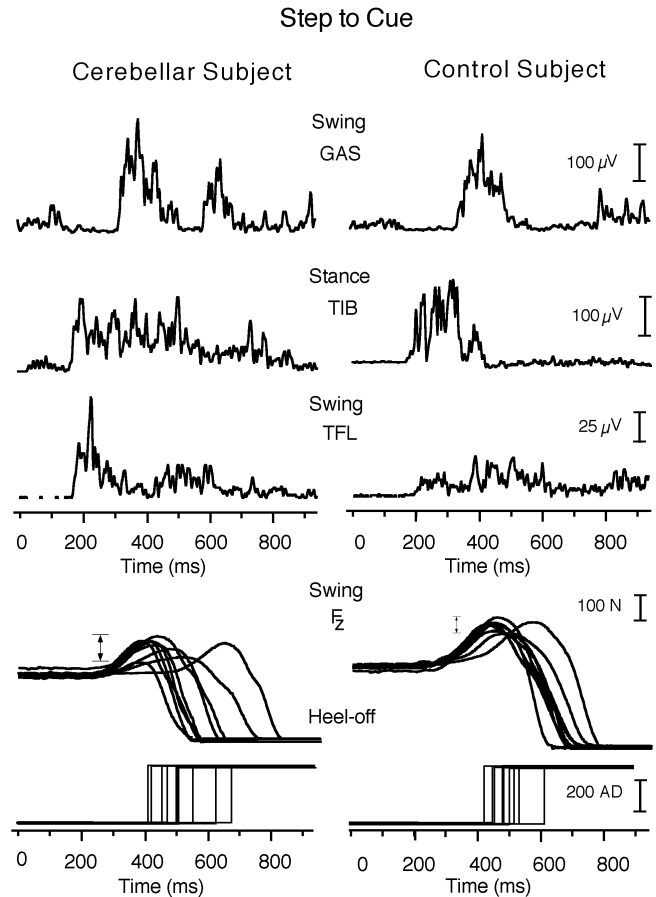 Step to Cue
Cerebellar Subject
Control Subject
Swing
GAS
100 µV
Stance
TIB
100 µV
Swing
TFL
25 µV
0 200 400 600 800
Time (ms)
0 200 400 600 800
Time (ms)
Swing
Fz
100 N
Heel-off
200 AD
0 200 400 600 800
Time (ms)
0 200 400 600 800
Time (ms)